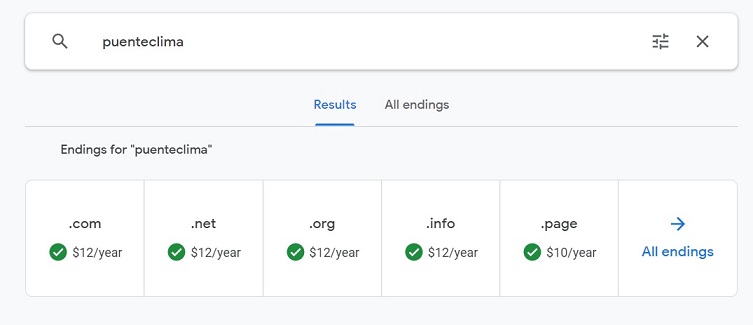 puenteclima
Results All endings
Endings for "puenteclima"
.com .net .org .info .page
$12/year $12/year $12/year $12/year $10/year All endings